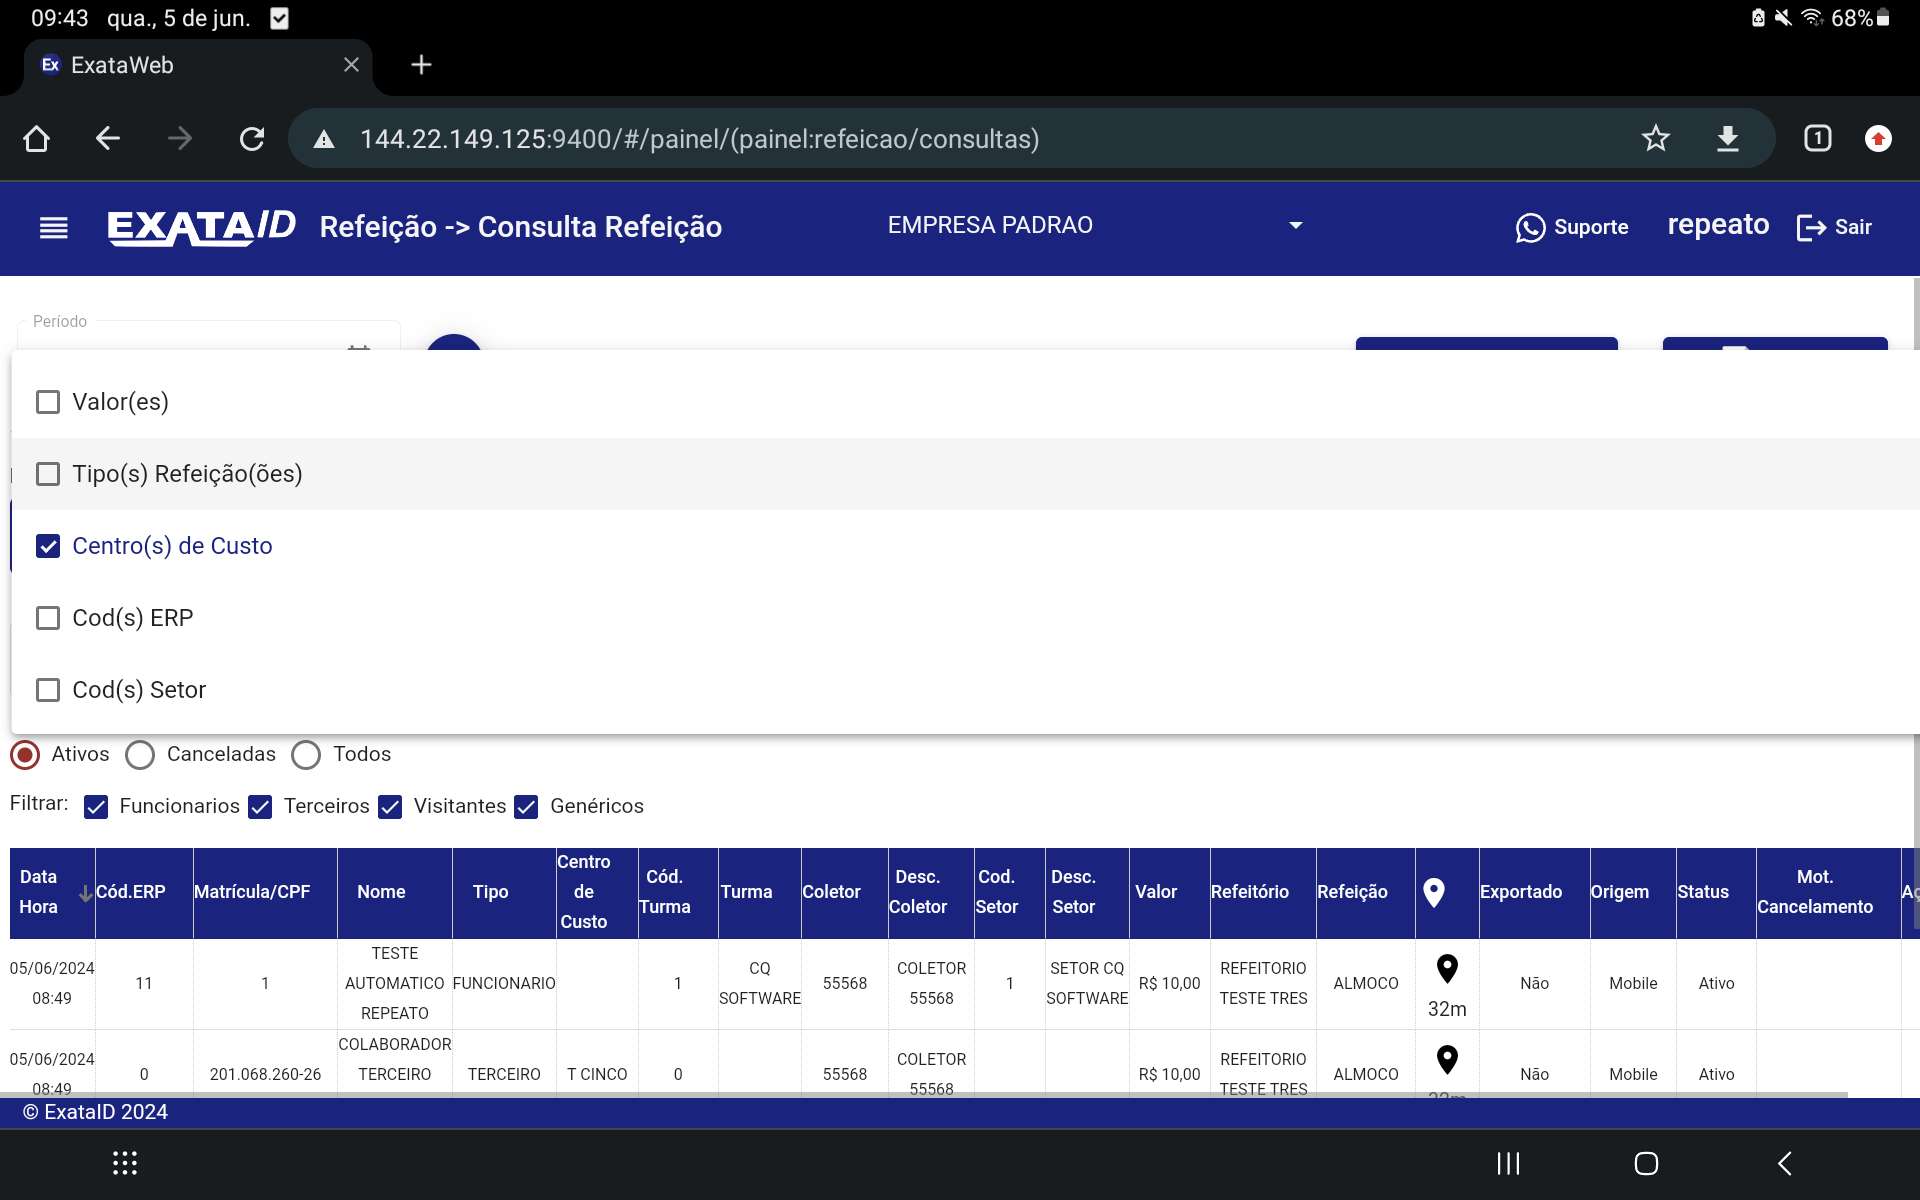 09:43 qua., 5 de jun. 68%
Ex ExataWeb
144.22.149.125:9400/#/painel/(painel:refeicao/consultas) 1
EXATAID Refeição -> Consulta Refeição EMPRESA PADRAO Suporte repeato Sair
Período
Valor(es)
Tipo(s) Refeição(ões)
Centro(s) de Custo
Cod(s) ERP
Cod(s) Setor
Ativos Canceladas Todos
Filtrar: Funcionarios Terceiros Visitantes Genéricos
Data Hora Cód.ERP Matrícula/CPF Nome Tipo Centro de Custo Cód. Turma Turma Coletor Desc. Coletor Cod. Setor Desc. Setor Valor Refeitório Refeição Exportado Origem Status Mot. Cancelamento
05/06/2024 08:49 11 1 TESTE AUTOMATICO REPEATO FUNCIONARIO 1 CQ SOFTWARE 55568 COLETOR 55568 1 SETOR CQ SOFTWARE R$ 10,00 REFEITORIO TESTE TRES ALMOCO 32m Não Mobile Ativo
05/06/2024 08:49 0 201.068.260-26 COLABORADOR TERCEIRO TERCEIRO T CINCO 0 55568 COLETOR 55568 R$ 10,00 REFEITORIO TESTE TRES ALMOCO Não Mobile Ativo
© ExataID 2024